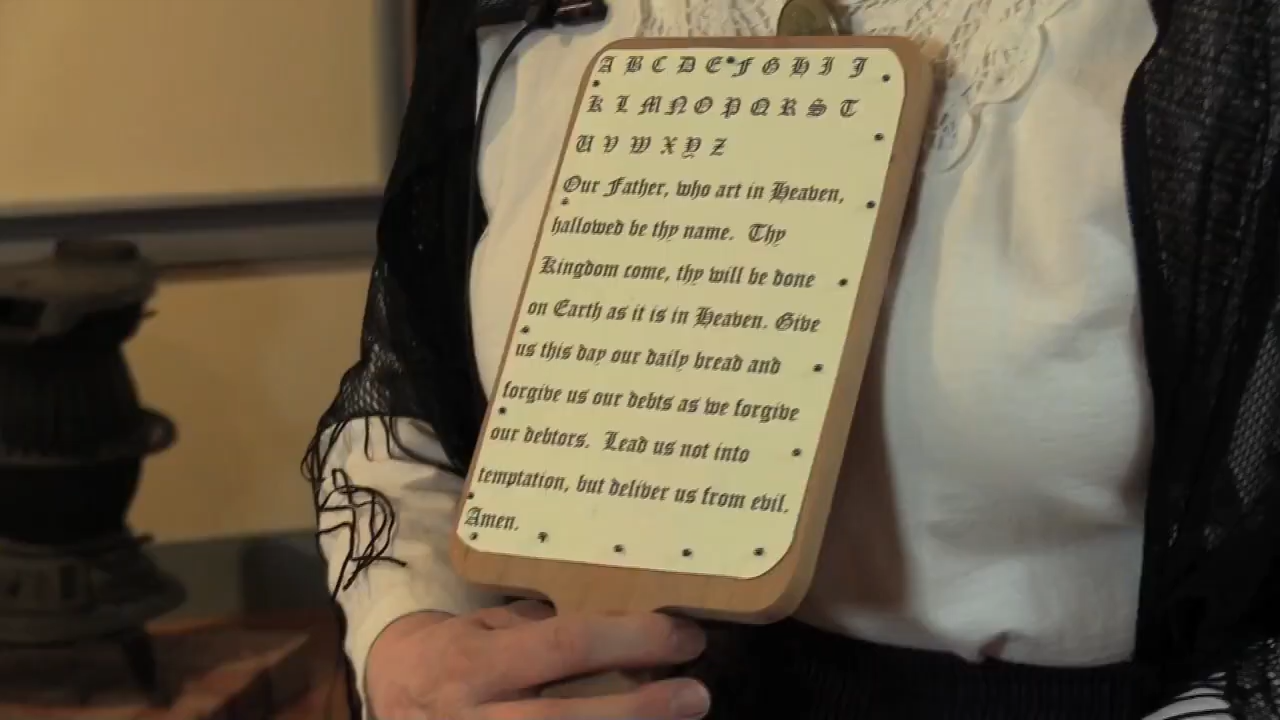 A B C D E F G H I J
K L M N O P Q R S T
U V W X Y Z
Our Father, who art in Heaven,
hallowed be thy name. Thy
Kingdom come, thy will be done
on Earth as it is in Heaven. Give
us this day our daily bread and
forgive us our debts as we forgive
our debtors. Lead us not into
temptation, but deliver us from evil.
Amen.